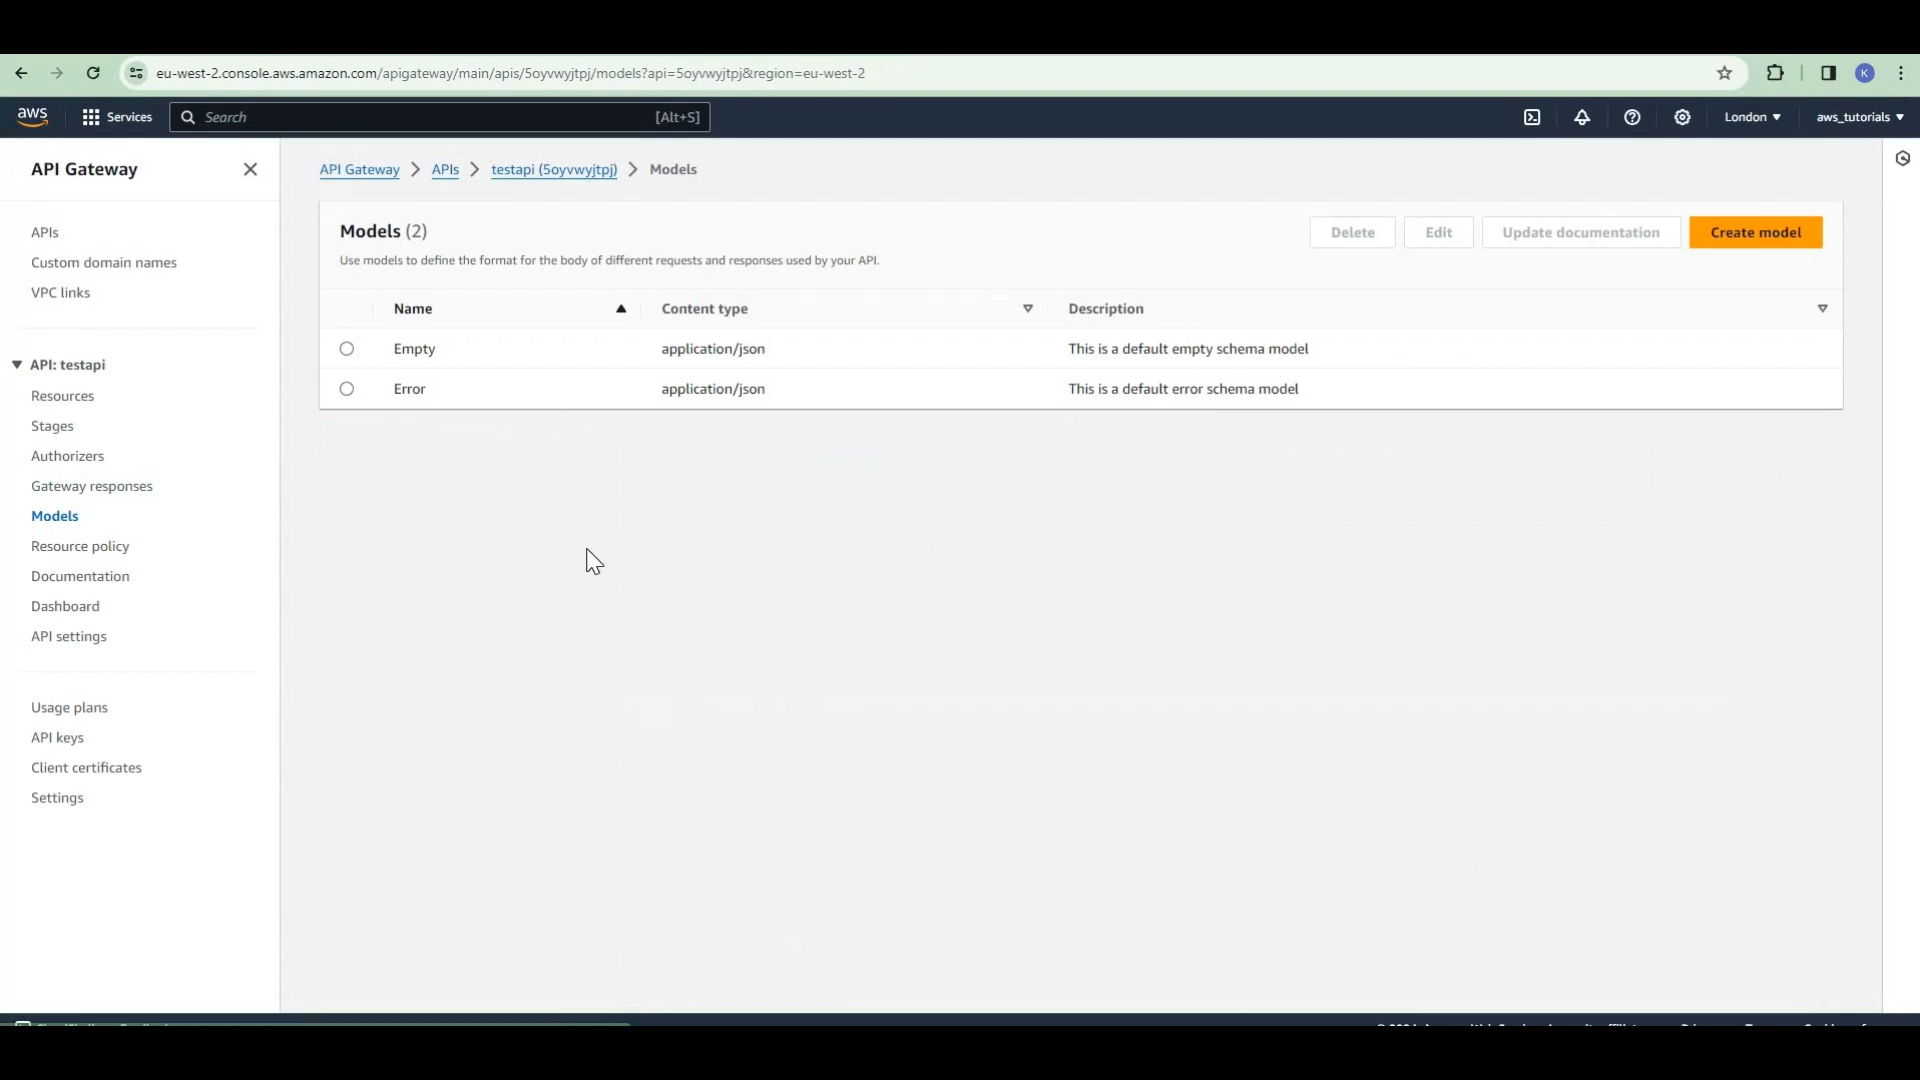 eu-west-2.console.aws.amazon.com/apigateway/main/apis/5oyvwyjtpj/models?api=5oyvwyjtpj&region=eu-west-2
K
aws
Services
Search
[Alt+S]
London
aws_tutorials
API Gateway
APIs
Custom domain names
VPC links
API: testapi
Resources
Stages
Authorizers
Gateway responses
Models
Resource policy
Documentation
Dashboard
API settings
Usage plans
API keys
Client certificates
Settings
API Gateway APIs testapi (5oyvwyjtpj) Models
Models (2)
Use models to define the format for the body of different requests and responses used by your API.
Delete
Edit
Update documentation
Create model
Name Content type Description
Empty application/json This is a default empty schema model
Error application/json This is a default error schema model